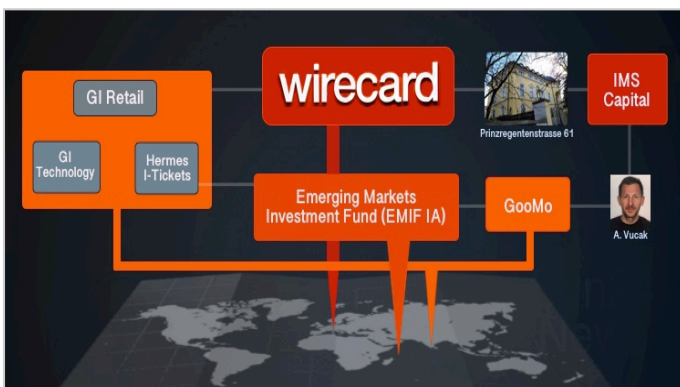 GI Retail
wirecard
IMS
Capital
Prinzregentenstrasse 61
GI
Technology
Hermes
I-Tickets
Emerging Markets
Investment Fund (EMIF IA)
GooMo
A. Vucak